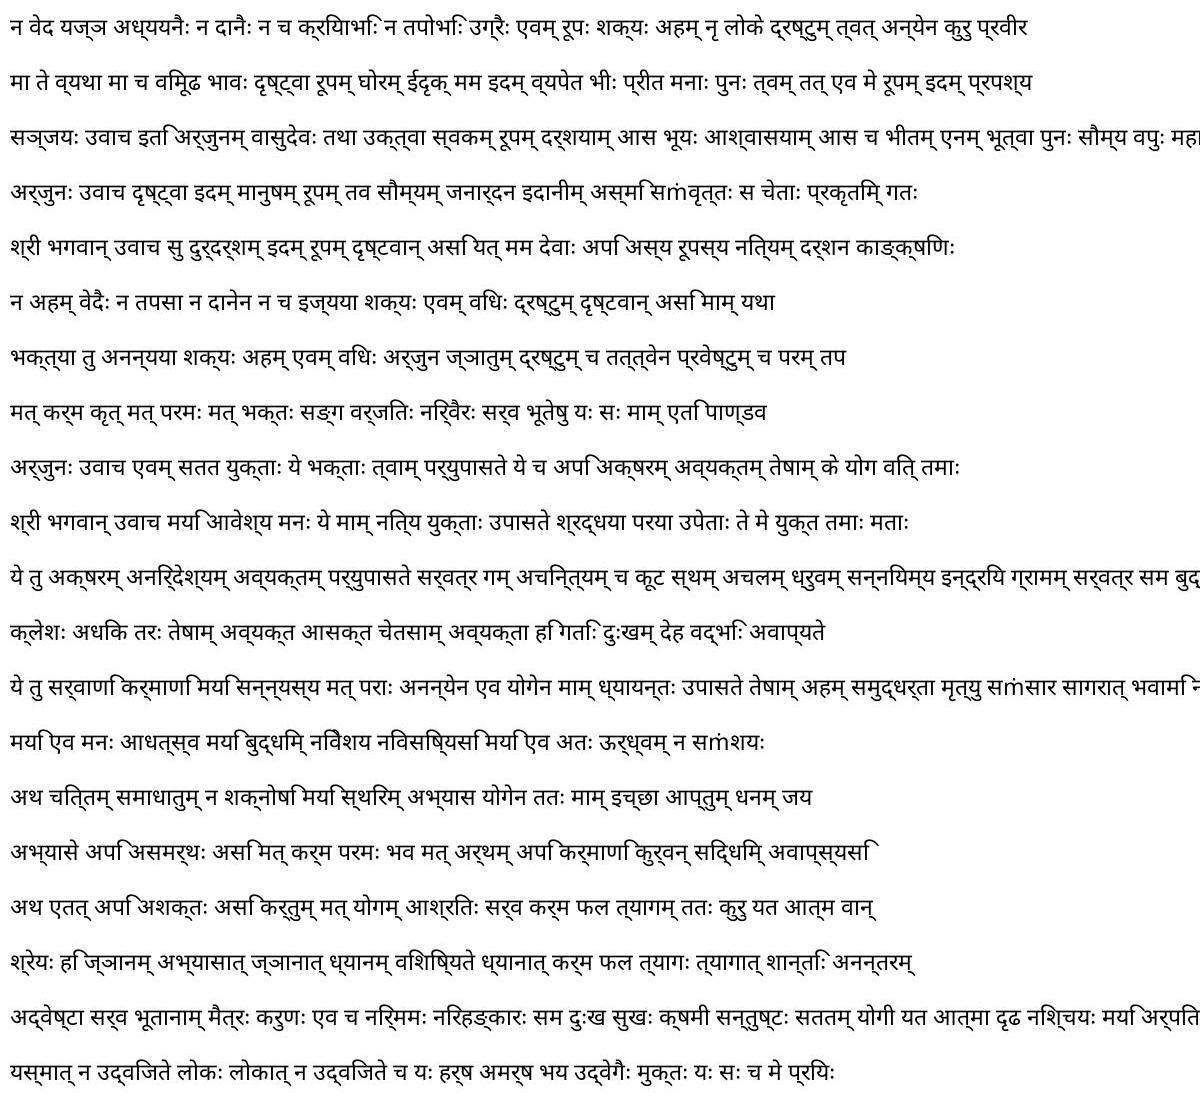 न वेद यज्ञ अध्ययनैः न दानैः न च क्रियाभिः न तपोभिः उग्रैः एवम् रूपः शक्यः अहम् नृ लोके द्रष्टुम् त्वत् अन्येन कुरु प्रवीर
मा ते व्यथा मा च विमूढ भावः दृष्ट्वा रूपम् घोरम् ईदृक् मम इदम् व्यपेत भीः प्रीत मनाः पुनः त्वम् तत् एव मे रूपम् इदम् प्रपश्य
सञ्जयः उवाच इति अर्जुनम् वासुदेवः तथा उक्त्वा स्वकम् रूपम् दर्शयाम् आस भूयः आश्वासयाम् आस च भीतम् एनम् भूत्वा पुनः सौम्य वपुः महा
अर्जुनः उवाच दृष्ट्वा इदम् मानुषम् रूपम् तव सौम्यम् जनार्दन इदानीम् अस्मि सṁवृत्तः स चेताः प्रकृतिम् गतः
श्री भगवान् उवाच सु दुर्दर्शम् इदम् रूपम् दृष्टवान् असि यत् मम देवाः अपि अस्य रूपस्य नित्यम् दर्शन काङ्क्षिणः
न अहम् वेदैः न तपसा न दानेन न च इज्यया शक्यः एवम् विधः द्रष्टुम् दृष्टवान् असि माम् यथा
भक्त्या तु अनन्यया शक्यः अहम् एवम् विधः अर्जुन ज्ञातुम् द्रष्टुम् च तत्त्वेन प्रवेष्टुम् च परम् तप
मत् कर्म कृत् मत् परमः मत् भक्तः सङ्ग वर्जितः निर्वैरः सर्व भूतेषु यः सः माम् एति पाण्डव
अर्जुनः उवाच एवम् सतत युक्ताः ये भक्ताः त्वाम् पर्युपासते ये च अपि अक्षरम् अव्यक्तम् तेषाम् के योग वित् तमाः
श्री भगवान् उवाच मयि आवेश्य मनः ये माम् नित्य युक्ताः उपासते श्रद्धया परया उपेताः ते मे युक्त तमाः मताः
ये तु अक्षरम् अनिर्देश्यम् अव्यक्तम् पर्युपासते सर्वत्र गम् अचिन्त्यम् च कूट स्थम् अचलम् ध्रुवम् सन्नियम्य इन्द्रिय ग्रामम् सर्वत्र सम बुद्
क्लेशः अधिक तरः तेषाम् अव्यक्त आसक्त चेतसाम् अव्यक्ता हि गतिः दुःखम् देह वद्भिः अवाप्यते
ये तु सर्वाणि कर्माणि मयि सन्न्यस्य मत् पराः अनन्येन एव योगेन माम् ध्यायन्तः उपासते तेषाम् अहम् समुद्धर्ता मृत्यु सṁसार सागरात् भवामि न
मयि एव मनः आधत्स्व मयि बुद्धिम् निवेशय निवसिष्यसि मयि एव अतः ऊर्ध्वम् न सṁशयः
अथ चित्तम् समाधातुम् न शक्नोषि मयि स्थिरम् अभ्यास योगेन ततः माम् इच्छा आप्तुम् धनम् जय
अभ्यासे अपि असमर्थः असि मत् कर्म परमः भव मत् अर्थम् अपि कर्माणि कुर्वन् सिद्धिम् अवाप्स्यसि
अथ एतत् अपि अशक्तः असि कर्तुम् मत् योगम् आश्रितः सर्व कर्म फल त्यागम् ततः कुरु यत आत्म वान्
श्रेयः हि ज्ञानम् अभ्यासात् ज्ञानात् ध्यानम् विशिष्यते ध्यानात् कर्म फल त्यागः त्यागात् शान्तिः अनन्तरम्
अद्वेष्टा सर्व भूतानाम् मैत्रः करुणः एव च निर्ममः निरहङ्कारः सम दुःख सुखः क्षमी सन्तुष्टः सततम् योगी यत आत्मा दृढ निश्चयः मयि अर्पित
यस्मात् न उद्विजते लोकः लोकात् न उद्विजते च यः हर्ष अमर्ष भय उद्वेगैः मुक्तः यः सः च मे प्रियः